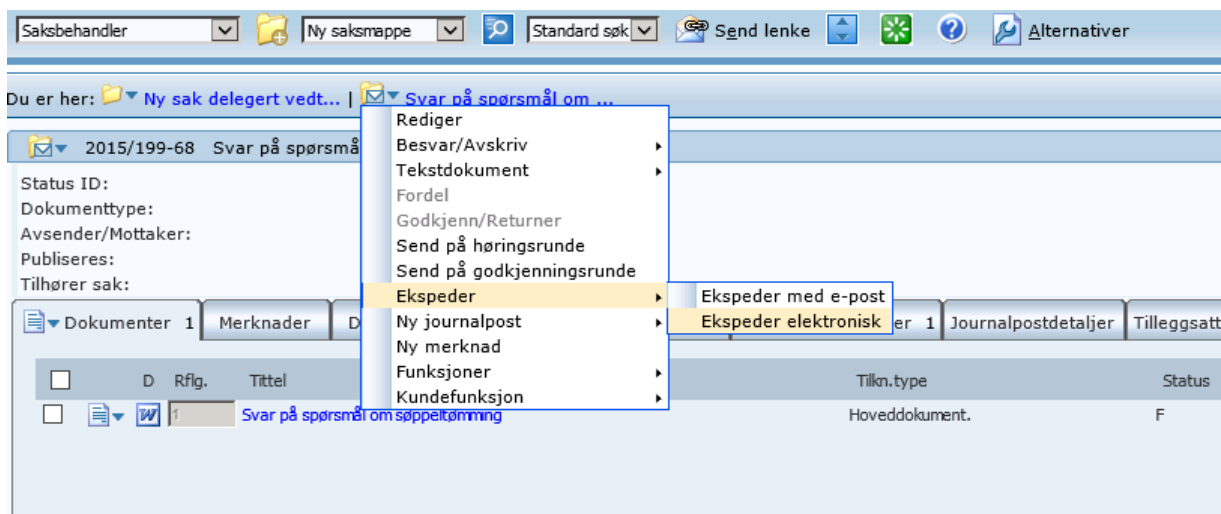 Saksbehandler Ny saksmappe Standard søk Send lenke Alternativer
Du er her: Ny sak delegert vedt... | Svar på spørsmål om ...
2015/199-68 Svar på spørsmå
Status ID:
Dokumenttype:
Avsender/Mottaker:
Publiseres:
Tilhører sak:
Rediger
Besvar/Avskriv
Tekstdokument
Fordel
Godkjenn/Returner
Send på høringsrunde
Send på godkjenningsrunde
Ekspeder
Ny journalpost
Ny merknad
Funksjoner
Kundefunksjon
Ekspeder med e-post
Ekspeder elektronisk
Dokumenter 1 Merknader D er 1 Journalpostdetaljer Tilleggsatt
D Rflg. Tittel Tilkn.type Status
1 Svar på spørsmål om søppeltømming Hoveddokument. F